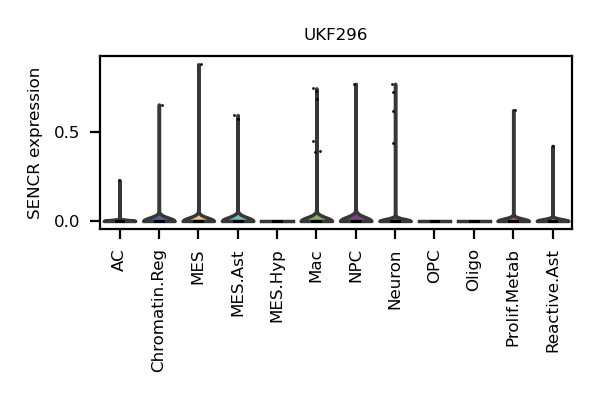 UKF296
SENCR expression
0.5
0.0
AC
Chromatin.Reg
MES
MES.Ast
MES.Hyp
Mac
NPC
Neuron
OPC
Oligo
Prolif.Metab
Reactive.Ast